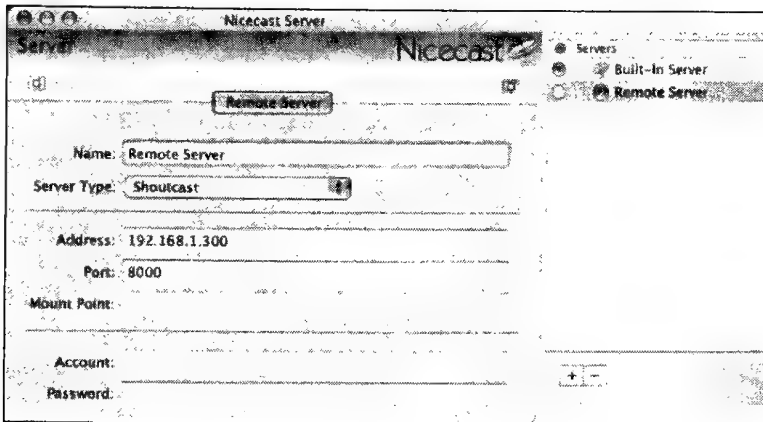 Nicecast Server
Server
Nicecast
Remote Server
Name: Remote Server
Server Type: Shoutcast
Address: 192.168.1.300
Port: 8000
Mount Point:
Account:
Password:
Servers
Built-In Server
Remote Server
+ -